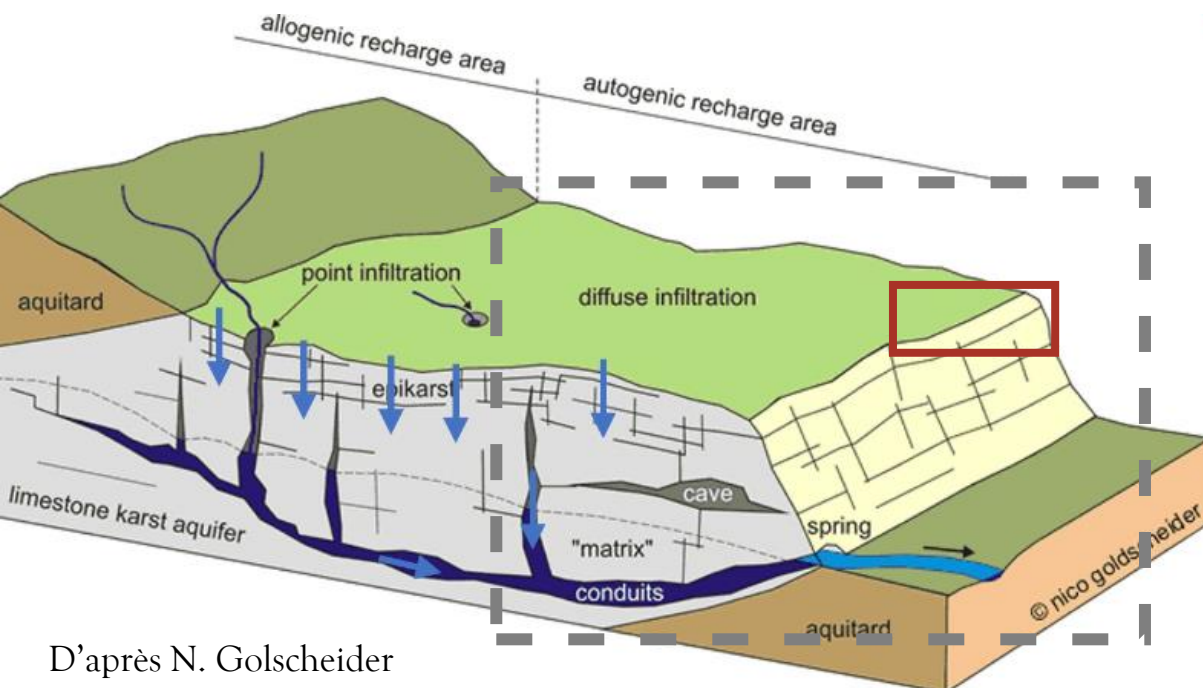 allogenic recharge area
autogenic recharge area
point infiltration
aquitard
diffuse infiltration
epikarst
cave
limestone karst aquifer
spring
"matrix"
conduits
© nico goldscheider
aquitard
D'après N. Golscheider